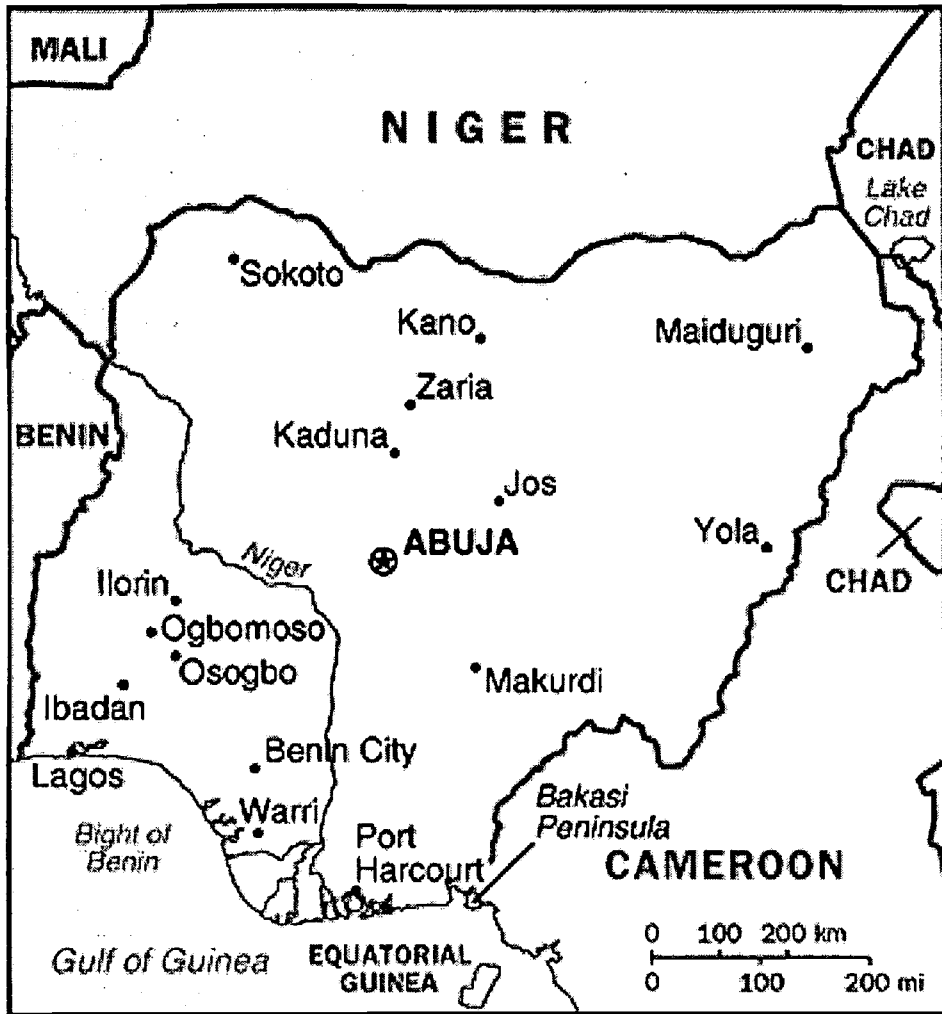 MALI
NIGER
CHAD
Lake
Chad
Sokoto
Kano
Maiduguri
Zaria
BENIN
Kaduna
Jos
ABUJA
Yola
Niger
CHAD
Ilorin
Ogbomoso
Osogbo
Makurdi
Ibadan
Benin City
Lagos
Bakasi
Peninsula
Warri
Bight of
Benin
Port
Harcourt
CAMEROON
Gulf of Guinea
EQUATORIAL
GUINEA
0 100 200 km
0 100 200 mi